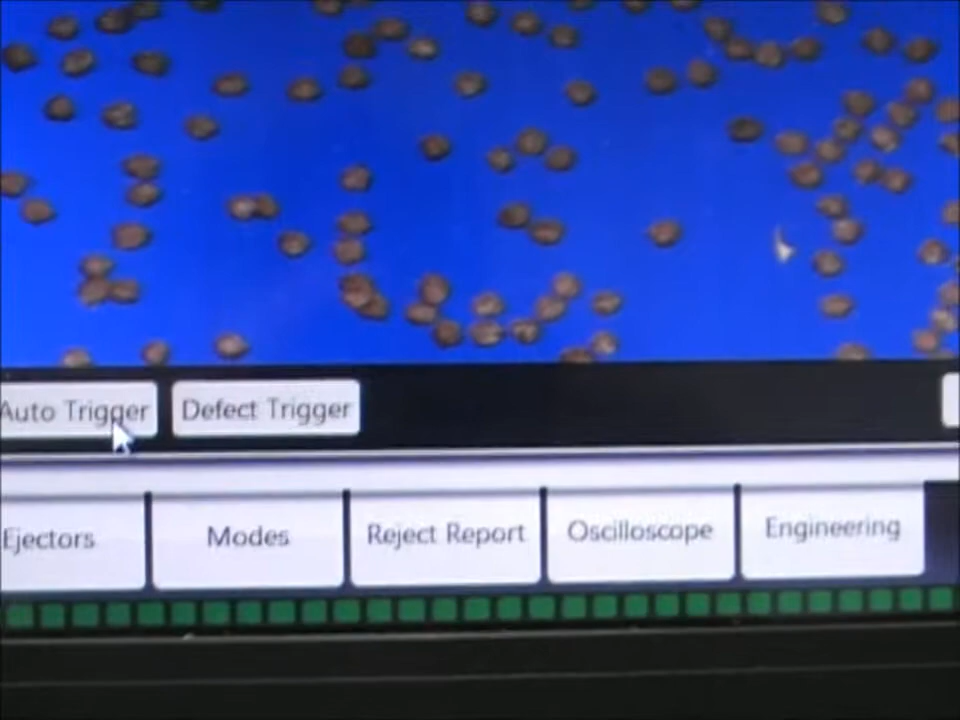 Auto Trigger
Defect Trigger
Ejectors
Modes
Reject Report
Oscilloscope
Engineering